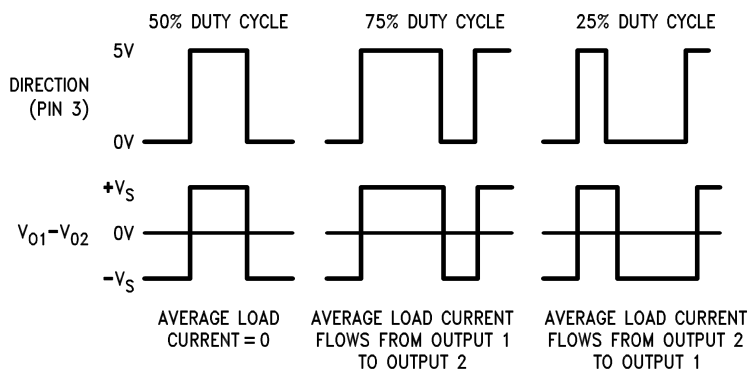 50% DUTY CYCLE
75% DUTY CYCLE
25% DUTY CYCLE
5V
DIRECTION
(PIN 3)
0V
+VS
VO1−VO2
0V
−VS
AVERAGE LOAD
CURRENT = 0
AVERAGE LOAD CURRENT
FLOWS FROM OUTPUT 1
TO OUTPUT 2
AVERAGE LOAD CURRENT
FLOWS FROM OUTPUT 2
TO OUTPUT 1